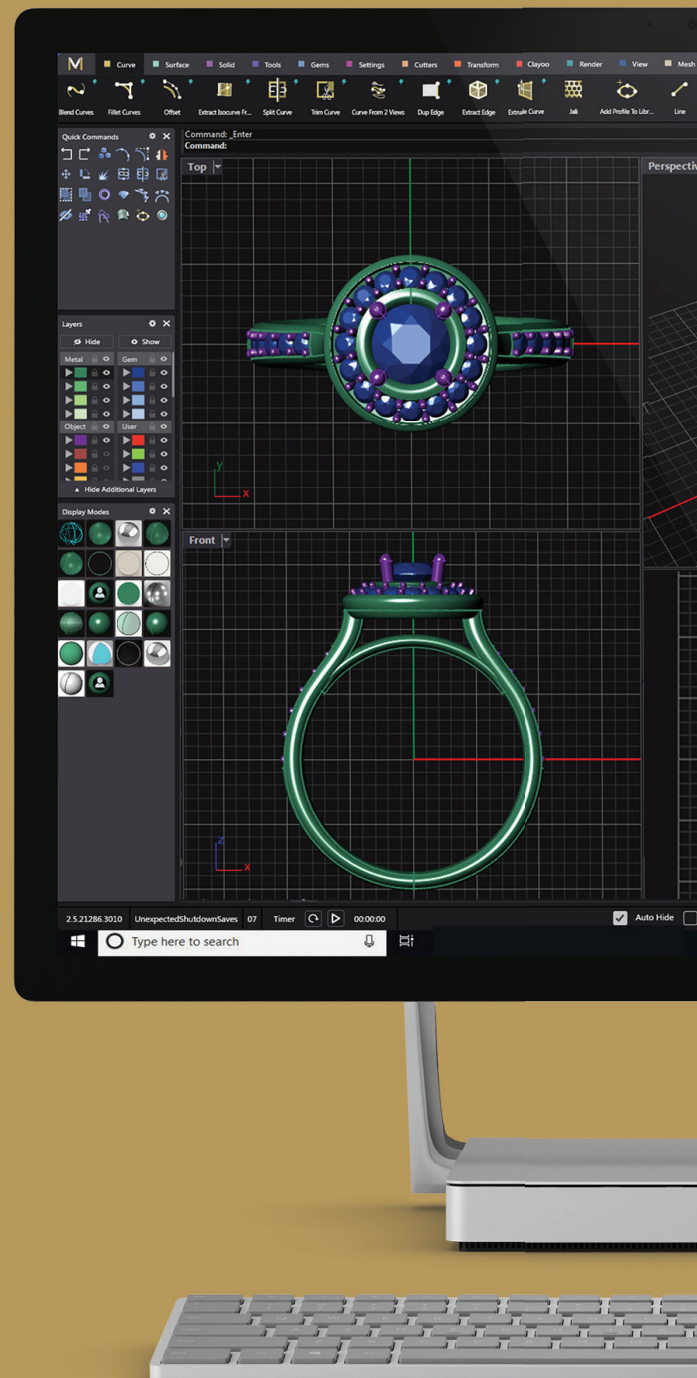 M Curve Surface Solid Tools Gems Settings Cutters Transform Clayoo Render View Mesh
Blend Curves Fillet Curves Offset Extract Isocurve Fr... Split Curve Trim Curve Curve From 2 Views Dup Edge Extract Edge Extrude Curve Jali Add Profile To Libr... Line
Quick Commands
Command: _Enter
Command:
Top
Perspectiv
y
x
Layers
Hide Show
Metal Gem
Object User
Hide Additional Layers
Display Modes
Front
z
x
2.5.21286.3010 UnexpectedShutdownSaves 07 Timer 00:00:00 Auto Hide
Type here to search